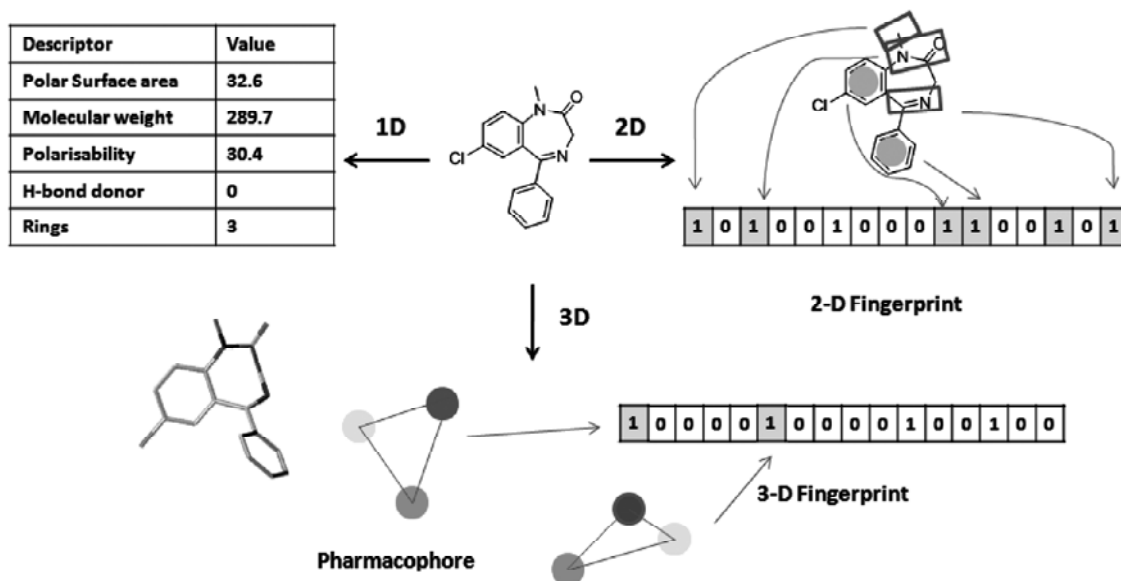 Descriptor Value
Polar Surface area 32.6
Molecular weight 289.7
Polarisability 30.4
H-bond donor 0
Rings 3
1D
N
O
Cl
N
2D
N
O
Cl
N
1 0 1 0 0 1 0 0 0 1 1 0 0 1 0 1
2-D Fingerprint
3D
1 0 0 0 0 1 0 0 0 0 1 0 0 1 0 0
3-D Fingerprint
Pharmacophore